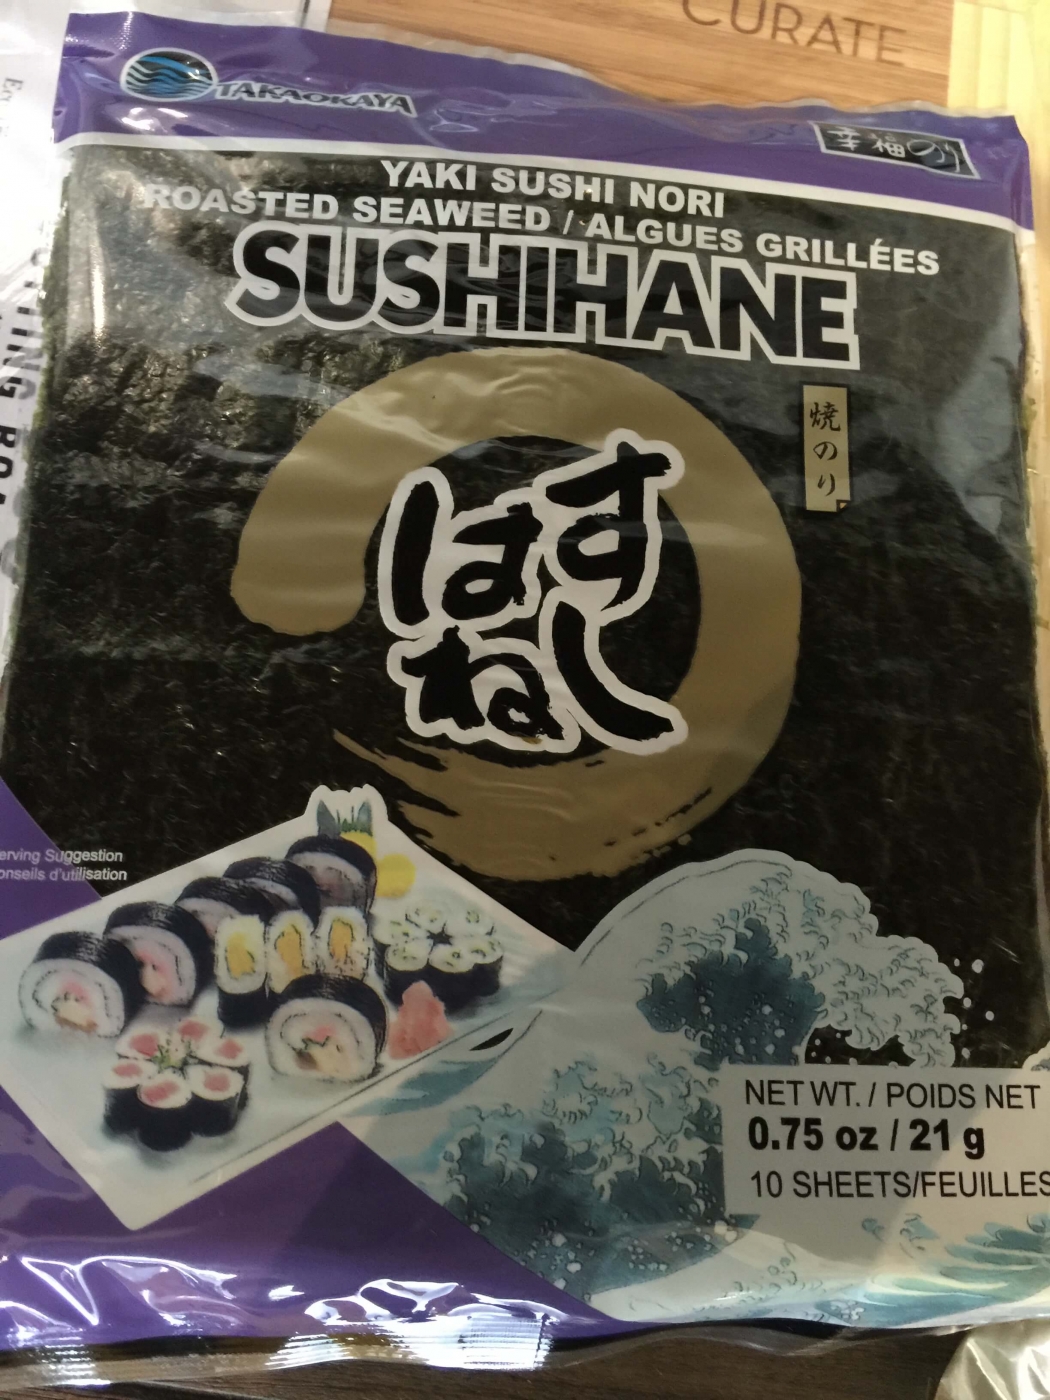 CURATE
TAKAOKAYA
幸福のり
YAKI SUSHI NORI
ROASTED SEAWEED / ALGUES GRILLÉES
SUSHIHANE
焼のり
すし
はね
erving Suggestion
onseils d'utilisation
NET WT. / POIDS NET
0.75 oz / 21 g
10 SHEETS/FEUILLES